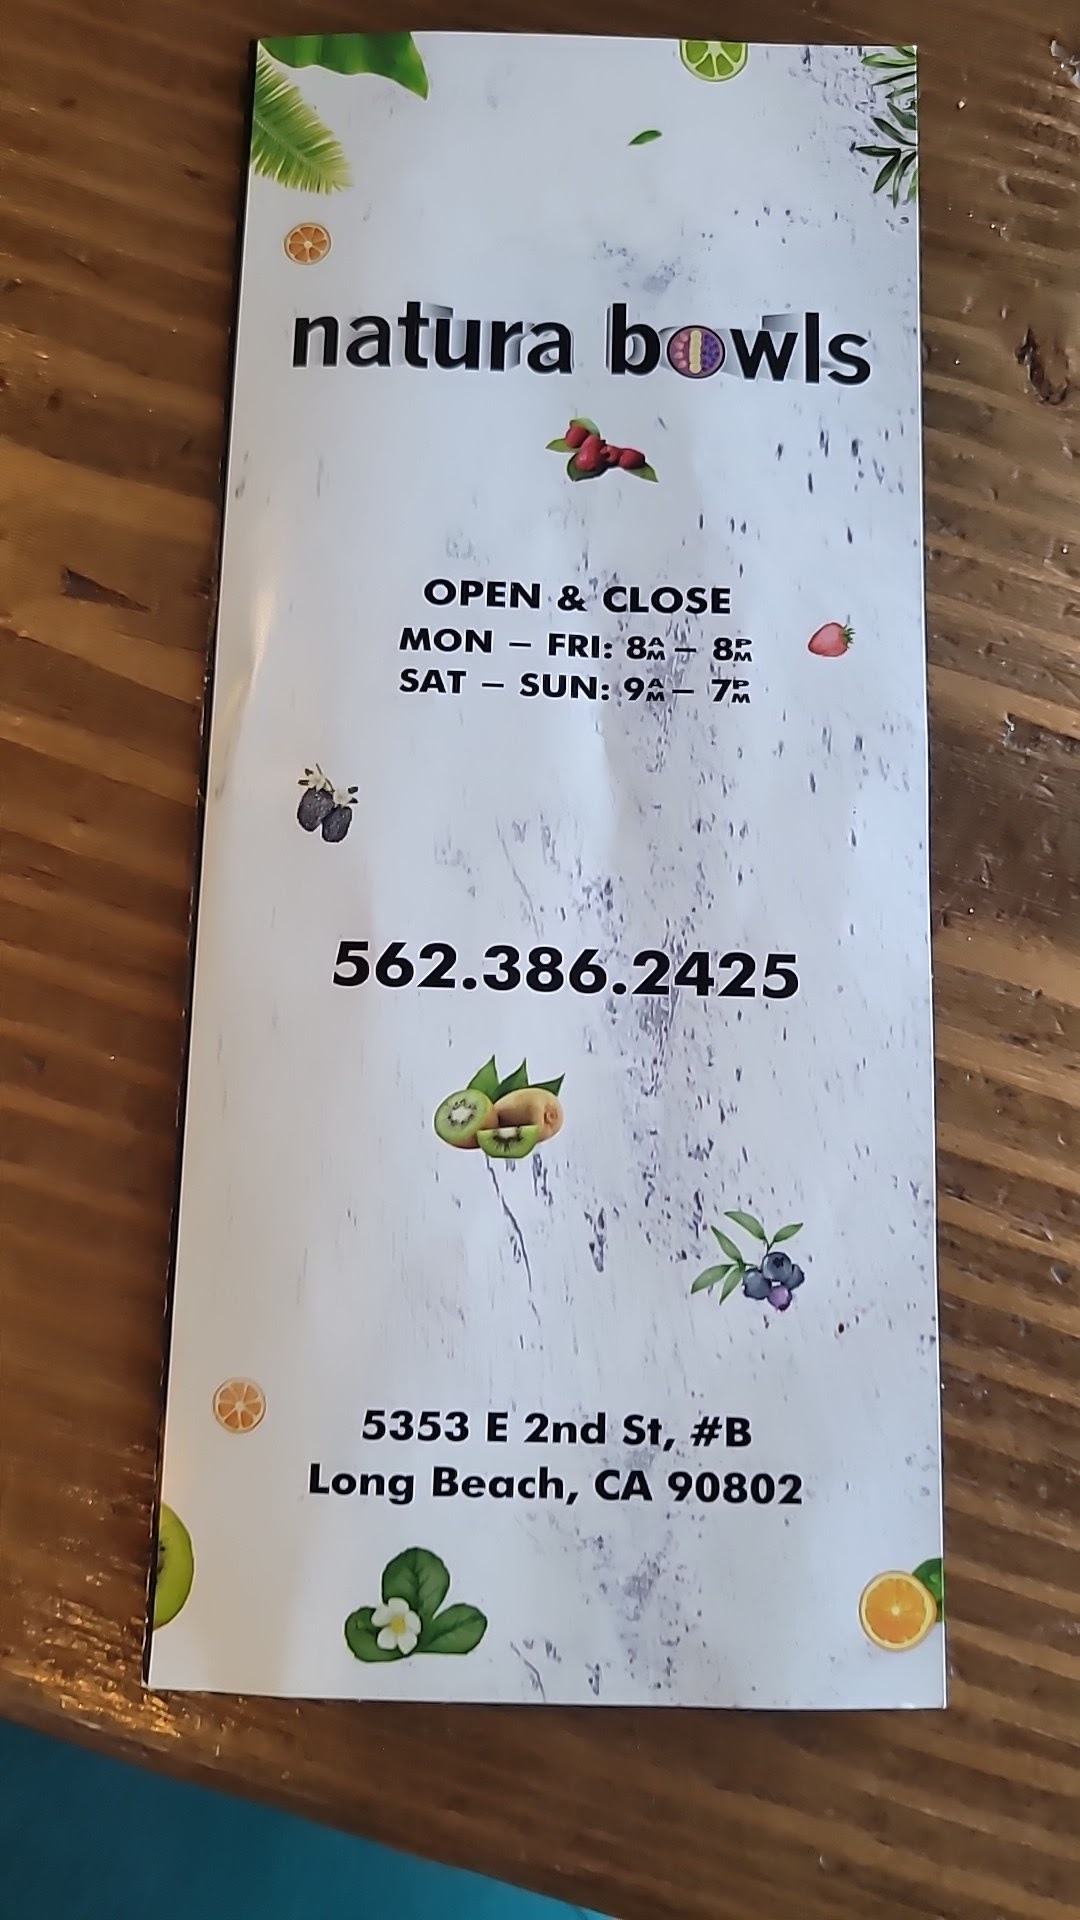 natura bowls
OPEN & CLOSE
MON – FRI: 8AM – 8PM
SAT – SUN: 9AM – 7PM
562.386.2425
5353 E 2nd St, #B
Long Beach, CA 90802